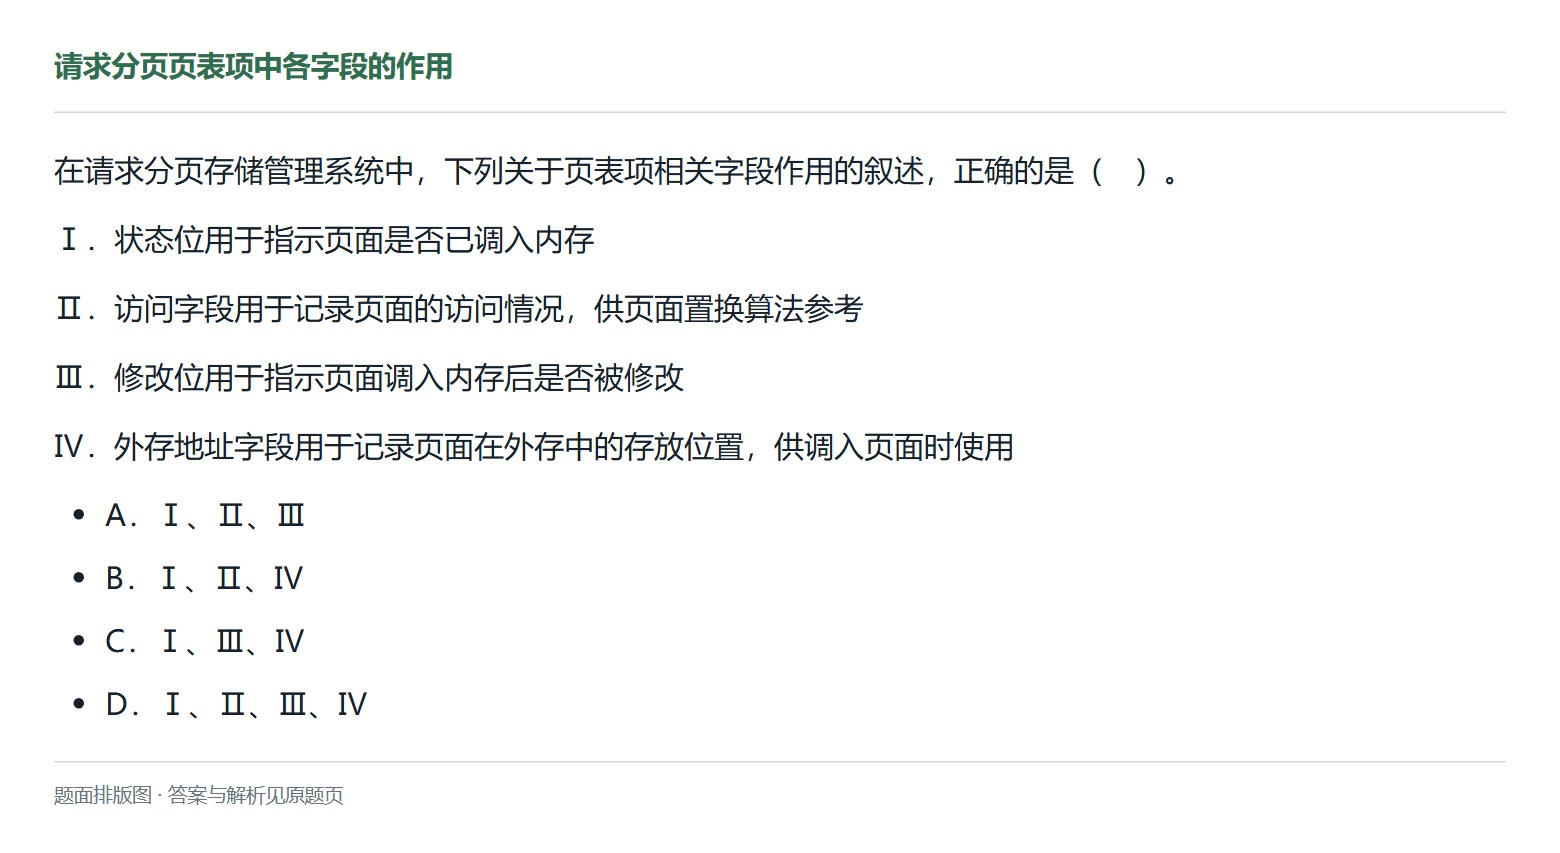 请求分页页表项中各字段的作用
在请求分页存储管理系统中，下列关于页表项相关字段作用的叙述，正确的是（　）。
Ⅰ．状态位用于指示页面是否已调入内存
Ⅱ．访问字段用于记录页面的访问情况，供页面置换算法参考
Ⅲ．修改位用于指示页面调入内存后是否被修改
Ⅳ．外存地址字段用于记录页面在外存中的存放位置，供调入页面时使用
• A．Ⅰ、Ⅱ、Ⅲ
• B．Ⅰ、Ⅱ、Ⅳ
• C．Ⅰ、Ⅲ、Ⅳ
• D．Ⅰ、Ⅱ、Ⅲ、Ⅳ
题面排版图 · 答案与解析见原题页